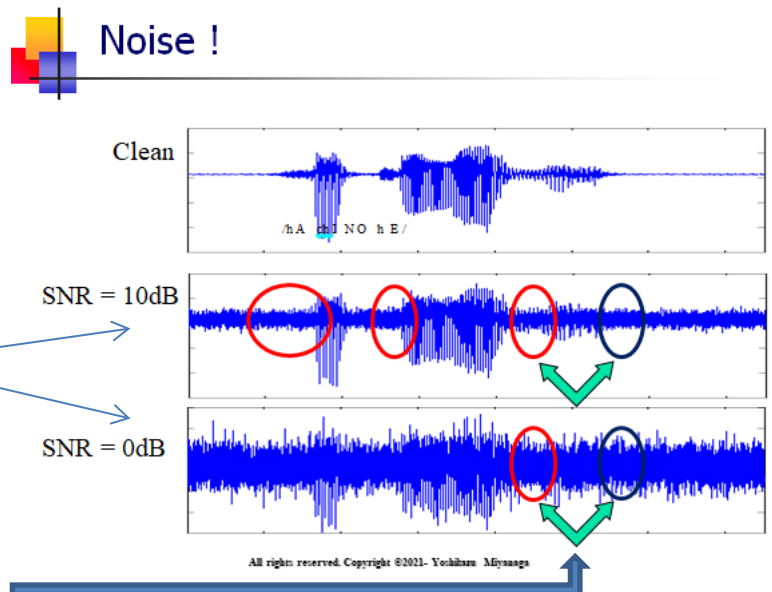 Noise !
Clean
/hA chI NO h E/
SNR = 10dB
SNR = 0dB
All rights reserved. Copyright ©2021- Yoshikazu Miyanaga